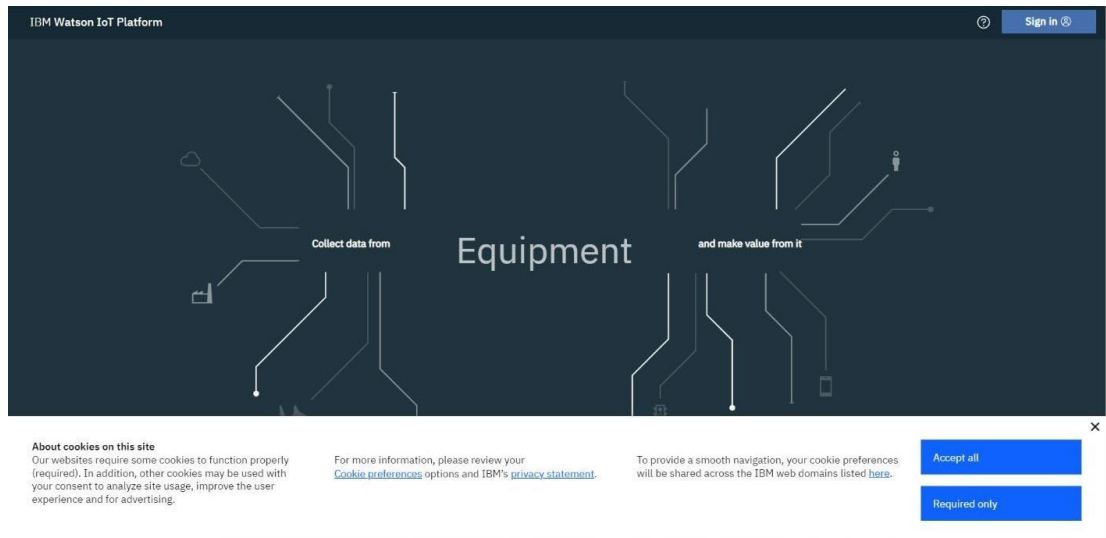 IBM Watson IoT Platform
Sign in
Collect data from
Equipment
and make value from it
About cookies on this site
Our websites require some cookies to function properly
(required). In addition, other cookies may be used with
your consent to analyze site usage, improve the user
experience and for advertising.
For more information, please review your
Cookie preferences options and IBM's privacy statement.
To provide a smooth navigation, your cookie preferences
will be shared across the IBM web domains listed here.
Accept all
Required only